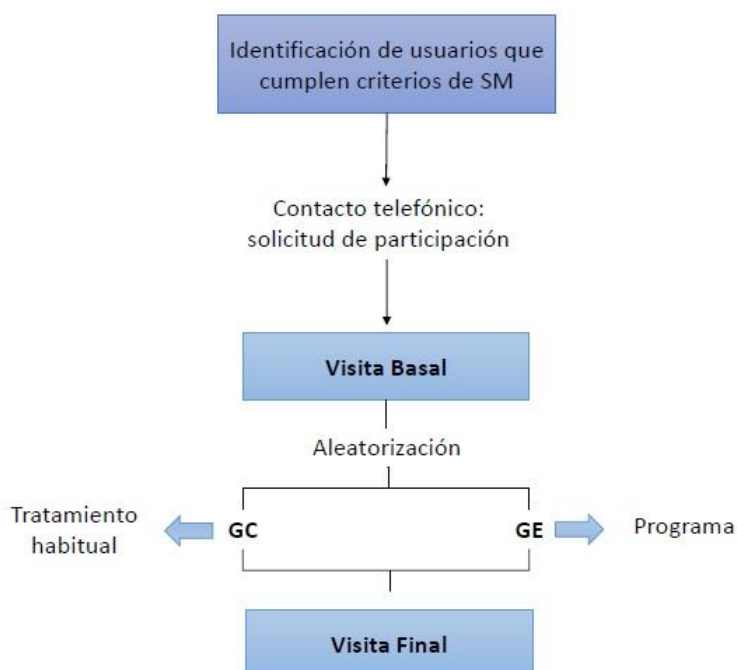 Identificación de usuarios que
cumplen criterios de SM
Contacto telefónico:
solicitud de participación
Visita Basal
Aleatorización
Tratamiento
habitual
GC
GE
Programa
Visita Final